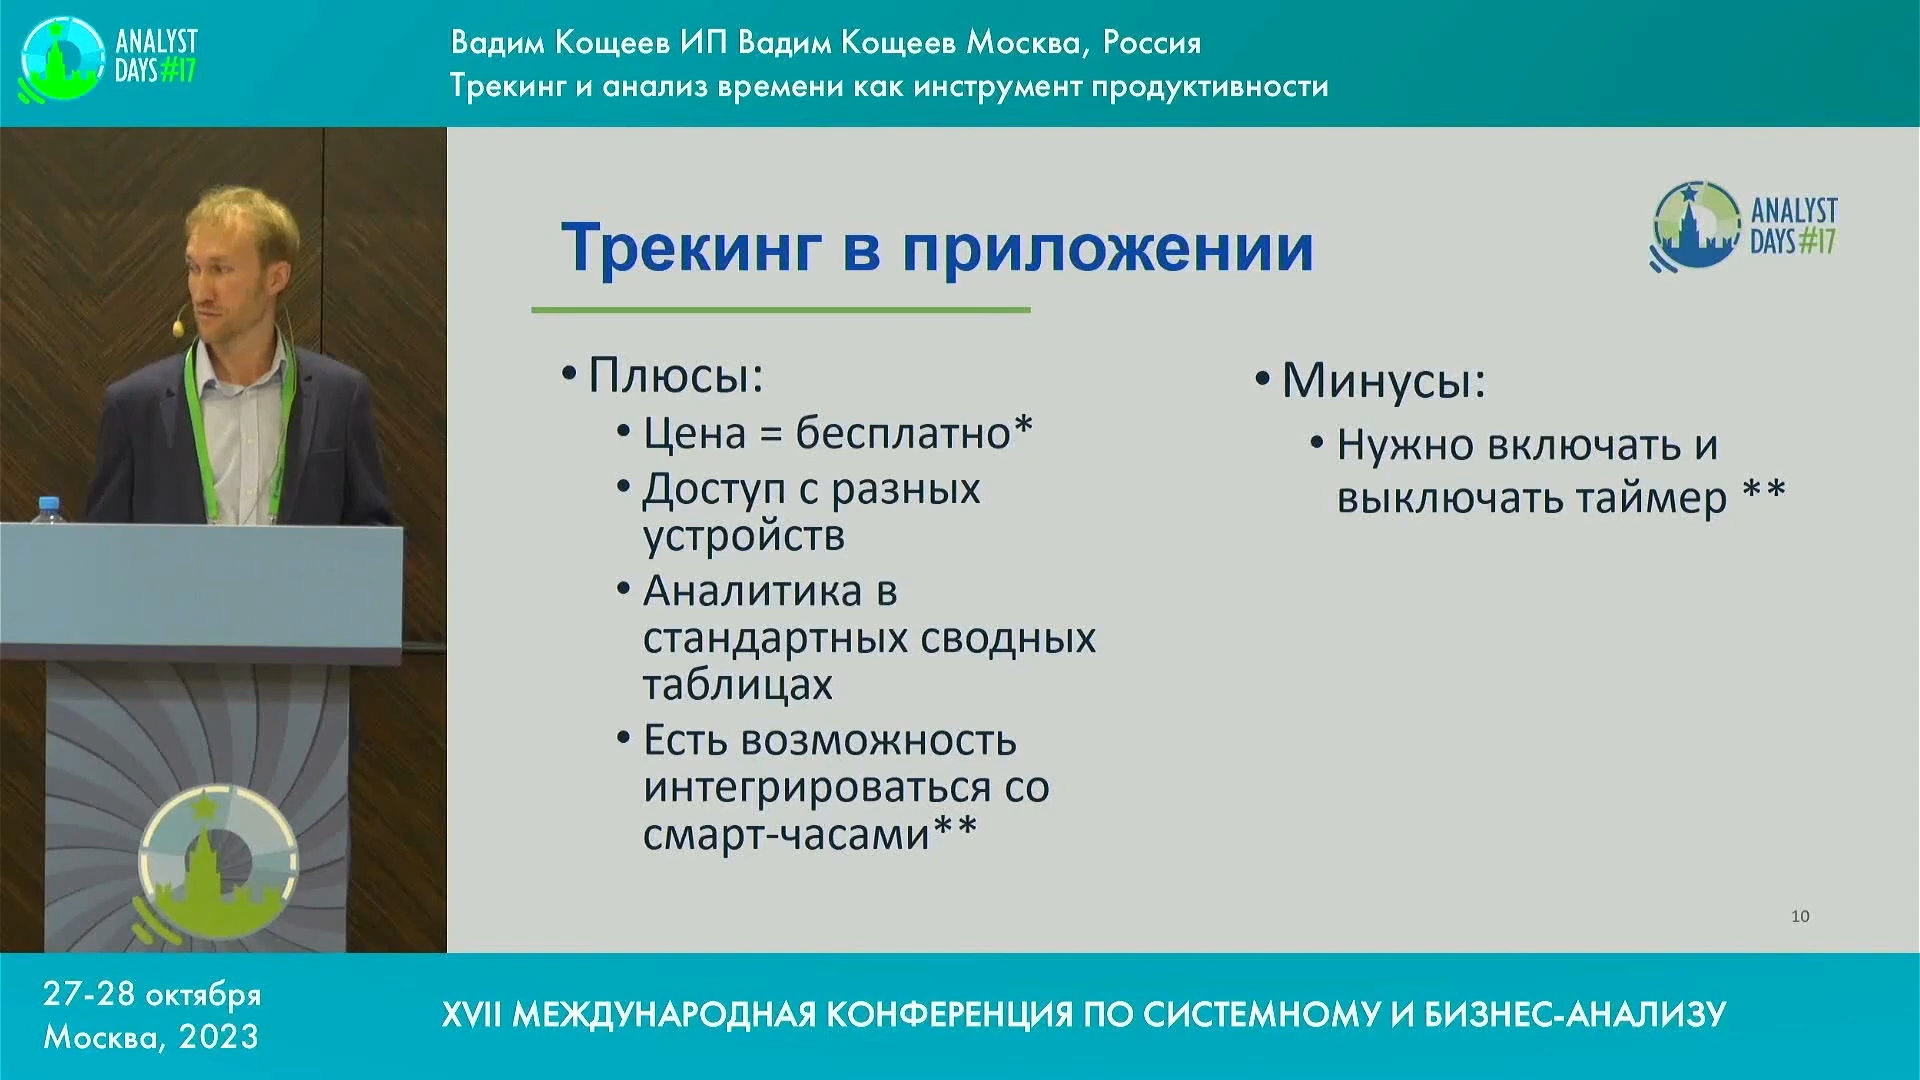 ANALYST
DAYS #17
Вадим Кощеев ИП Вадим Кощеев Москва, Россия
Трекинг и анализ времени как инструмент продуктивности
ANALYST
DAYS #17
Трекинг в приложении
• Плюсы:
• Цена = бесплатно*
• Доступ с разных
устройств
• Аналитика в
стандартных сводных
таблицах
• Есть возможность
интегрироваться со
смарт-часами**
• Минусы:
• Нужно включать и
выключать таймер **
10
27-28 октября
Москва, 2023
XVII МЕЖДУНАРОДНАЯ КОНФЕРЕНЦИЯ ПО СИСТЕМНОМУ И БИЗНЕС-АНАЛИЗУ